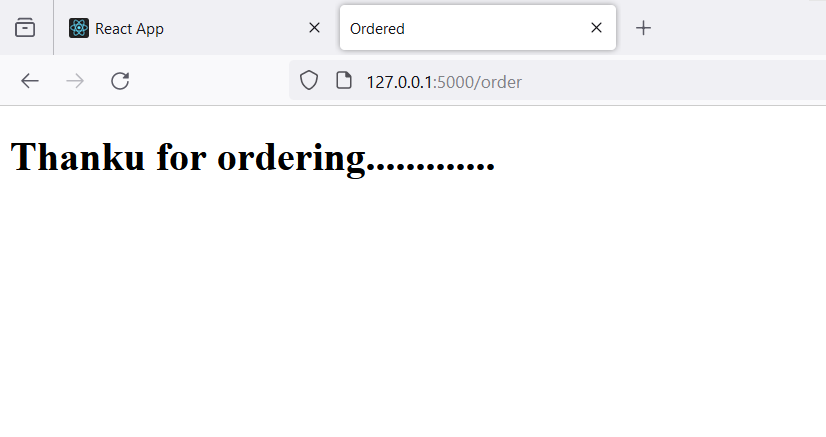 React App
Ordered
127.0.0.1:5000/order
Thanku for ordering.............